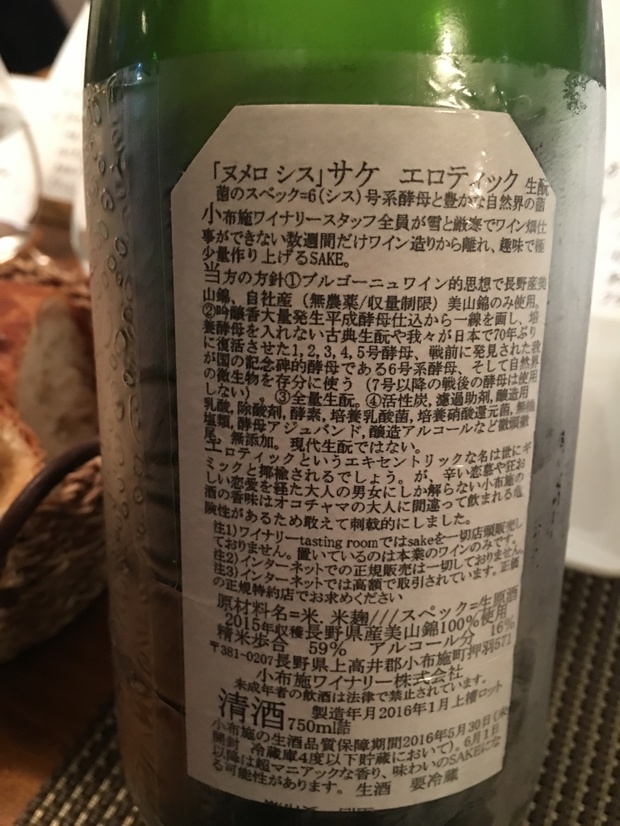 「ヌメロ シス」サケ エロティック 生酛
菌のスペック=6(シス)号系酵母と豊かな自然界の菌
小布施ワイナリースタッフ全員が雪と厳寒でワイン畑仕
事ができない数週間だけワイン造りから離れ、趣味で極
少量作り上げるSAKE。
当方の方針①ブルゴーニュワイン的思想で長野産美
山錦、自社産(無農薬/収量制限)美山錦のみ使用。
②吟醸香大量発生平成酵母仕込から一線を画し、培
養酵母を入れない古典生酛や我々が日本で70年ぶり
に復活させた1,2,3,4,5号酵母、戦前に発見された我
が国の記念碑的酵母である6号系酵母、そして自然界
の微生物を存分に使う(7号以降の戦後の酵母は使用
しない)。③全量生酛。④活性炭,濾過助剤,醸造用
乳酸,除酸剤,酵素,培養乳酸菌,培養硝酸還元菌,無機
塩類,酵母アジュバンド,醸造アルコールなど徹頭徹
尾、無添加。現代生酛ではない。
エロティックというエキセントリックな名は世にギ
ミックと揶揄されるでしょう。が、辛い恋慕や狂お
しい恋愛を経た大人の男女にしか解らない小布施の
酒の香味はオコチャマの大人に間違って飲まれる危
険性があるため敢えて刺戟的にしました。
注1)ワイナリーtasting roomではsakeを一切店頭販売し
ておりません。置いているのは本業のワインのみです。
注2)インターネットでの正規販売は一切しておりません。
注3)インターネットでは高額で取引されています。正価
の正規特約店でお求めください
原材料名=米、米麹///スペック=生原酒
2015年収穫長野県産美山錦100%使用
精米歩合 59% アルコール分 16%
〒381-0207長野県上高井郡小布施町押羽571
小布施ワイナリー株式会社
未成年者の飲酒は法律で禁止されています。
清酒 750ml詰 製造年月2016年1月上槽ロット
小布施の生酒品質保障期間2016年5月30日(未
開封 冷蔵庫4度以下貯蔵において)。6月1日
以降は超マニアックな香り、味わいのSAKEにな
る可能性があります。 生酒 要冷蔵